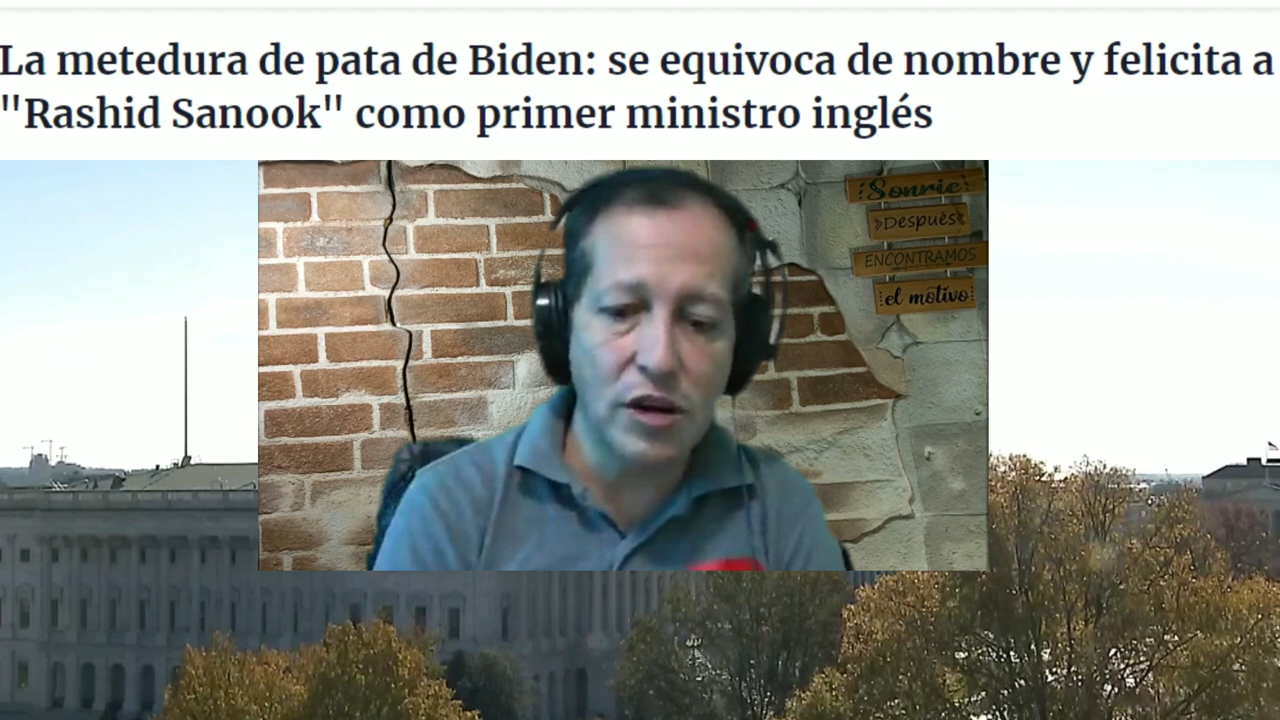 La metedura de pata de Biden: se equivoca de nombre y felicita a
"Rashid Sanook" como primer ministro inglés
Sonríe
Después
ENCONTRAMOS
el motivo